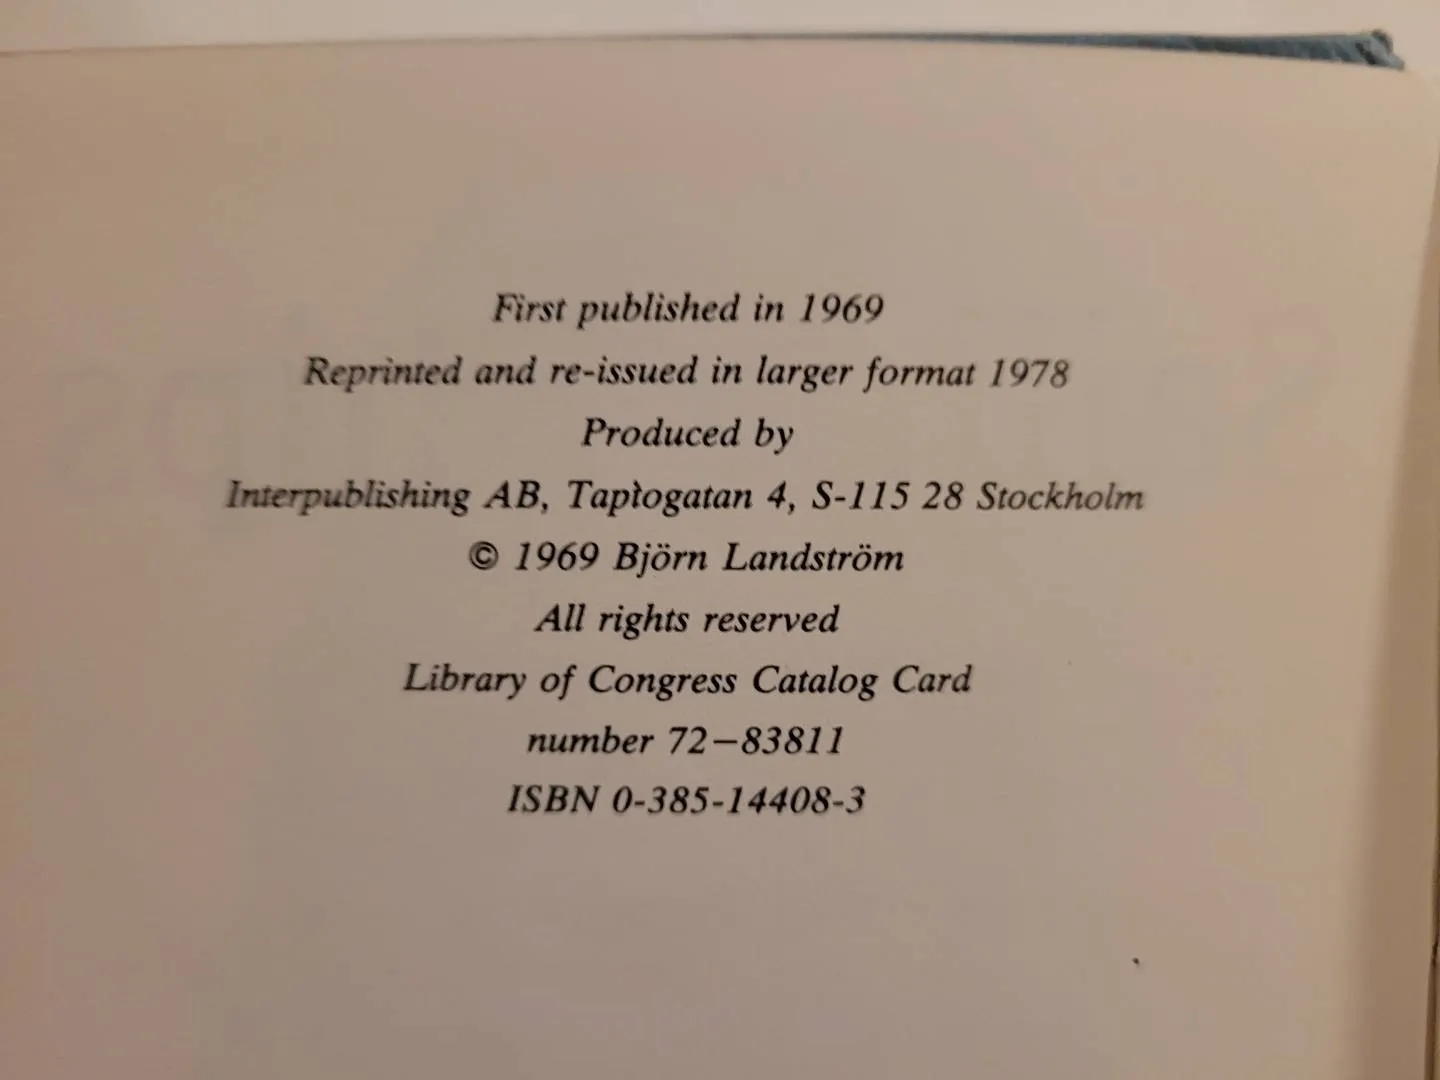 First published in 1969
Reprinted and re-issued in larger format 1978
Produced by
Interpublishing AB, Taptogatan 4, S-115 28 Stockholm
© 1969 Björn Landström
All rights reserved
Library of Congress Catalog Card
number 72–83811
ISBN 0-385-14408-3